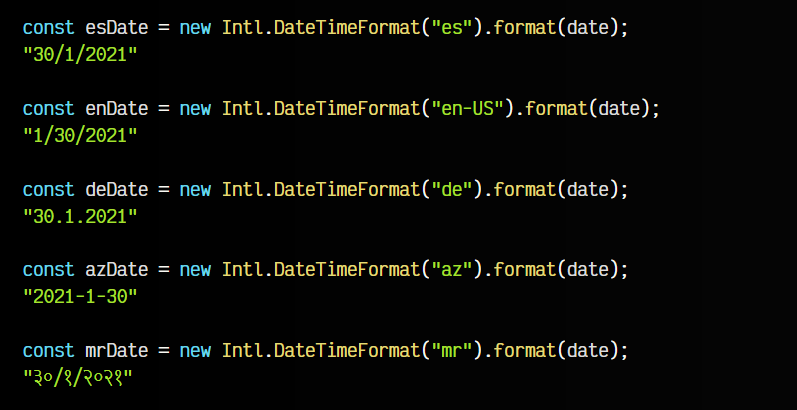 const esDate = new Intl.DateTimeFormat("es").format(date);
"30/1/2021"
const enDate = new Intl.DateTimeFormat("en-US").format(date);
"1/30/2021"
const deDate = new Intl.DateTimeFormat("de").format(date);
"30.1.2021"
const azDate = new Intl.DateTimeFormat("az").format(date);
"2021-1-30"
const mrDate = new Intl.DateTimeFormat("mr").format(date);
"३०/१/२०२१"